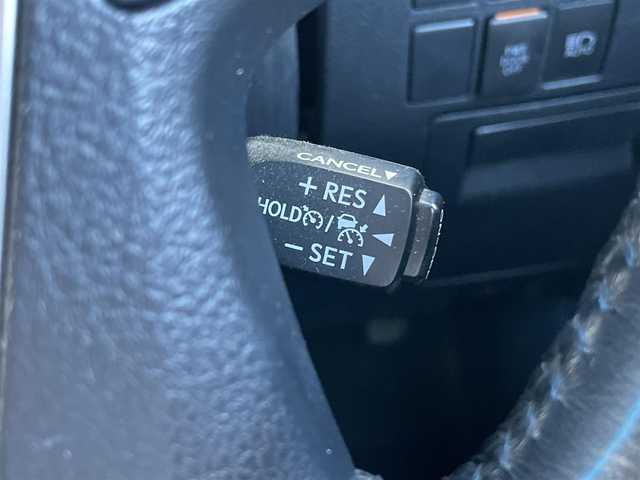 CANCEL▼
+ RES ▲
HOLD / ◀
− SET ▼